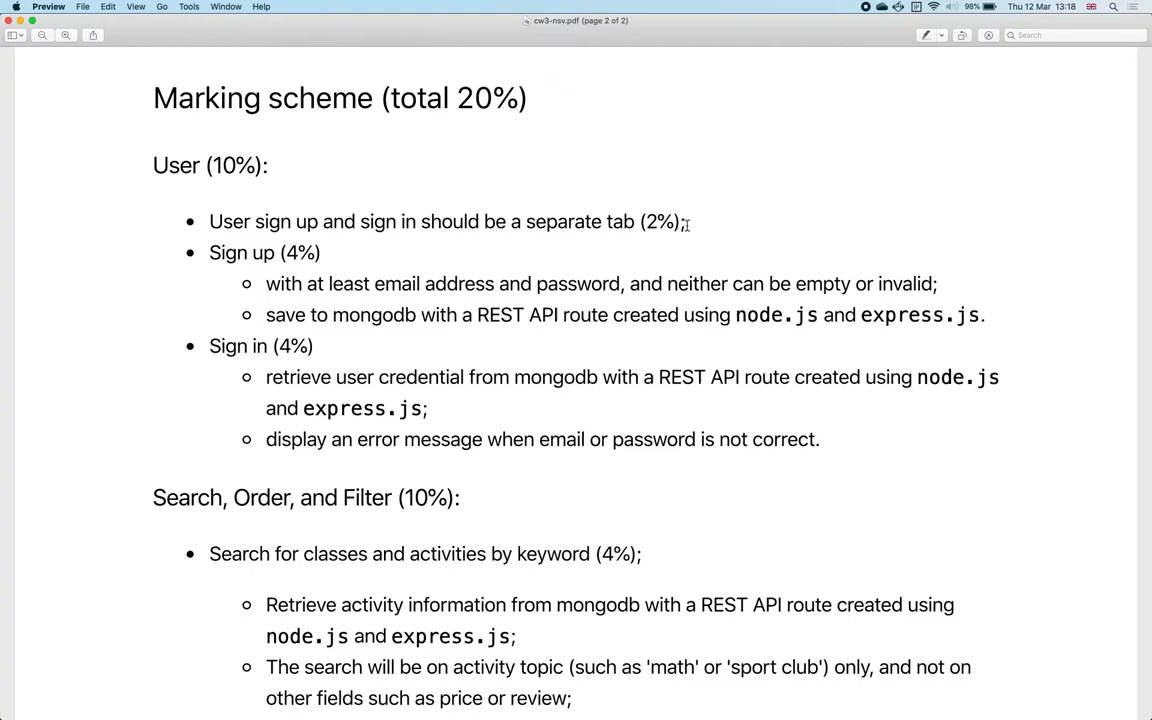 Preview File Edit View Go Tools Window Help 98% Thu 12 Mar 13:18
cw3-nsv.pdf (page 2 of 2)
Search
Marking scheme (total 20%)
User (10%):
• User sign up and sign in should be a separate tab (2%);
• Sign up (4%)
○ with at least email address and password, and neither can be empty or invalid;
○ save to mongodb with a REST API route created using node.js and express.js.
• Sign in (4%)
○ retrieve user credential from mongodb with a REST API route created using node.js
and express.js;
○ display an error message when email or password is not correct.
Search, Order, and Filter (10%):
• Search for classes and activities by keyword (4%);
○ Retrieve activity information from mongodb with a REST API route created using
node.js and express.js;
○ The search will be on activity topic (such as 'math' or 'sport club') only, and not on
other fields such as price or review;